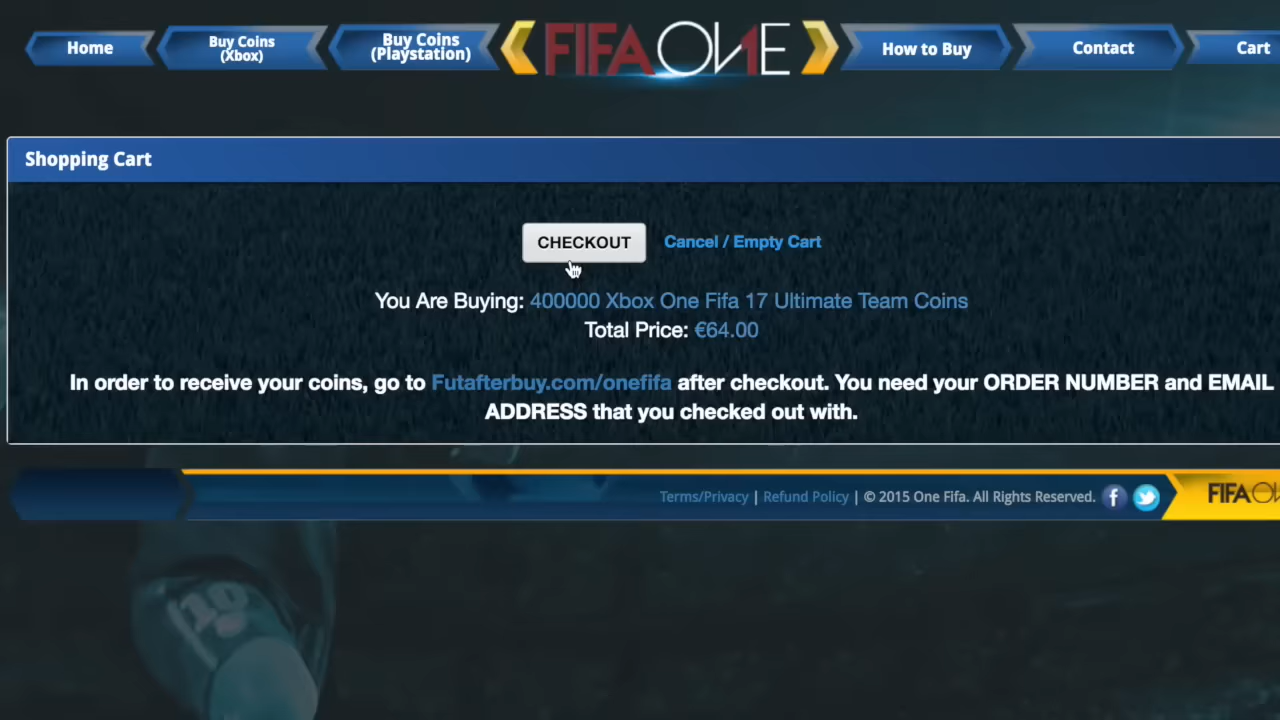 Home
Buy Coins
(Xbox)
Buy Coins
(Playstation)
FIFAONE
How to Buy
Contact
Cart
Shopping Cart
CHECKOUT
Cancel / Empty Cart
You Are Buying: 400000 Xbox One Fifa 17 Ultimate Team Coins
Total Price: €64.00
In order to receive your coins, go to Futafterbuy.com/onefifa after checkout. You need your ORDER NUMBER and EMAIL
ADDRESS that you checked out with.
Terms/Privacy | Refund Policy | © 2015 One Fifa. All Rights Reserved.
f
FIFAON
10